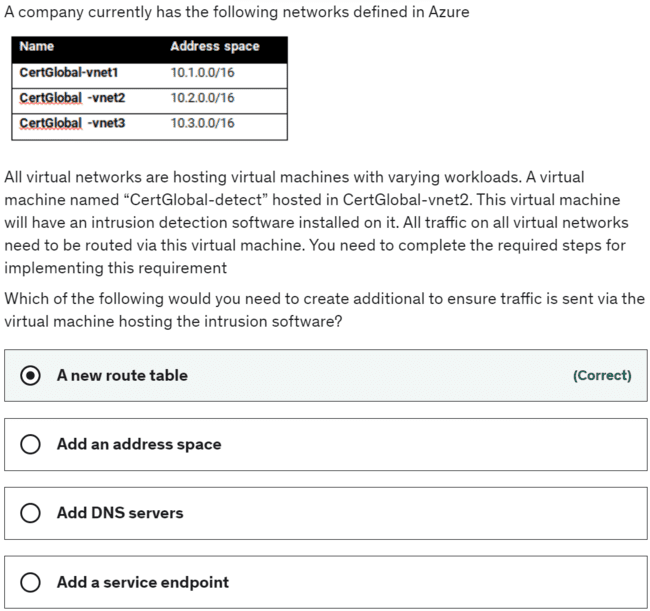 A company currently has the following networks defined in Azure
Name Address space
CertGlobal-vnet1 10.1.0.0/16
CertGlobal -vnet2 10.2.0.0/16
CertGlobal -vnet3 10.3.0.0/16
All virtual networks are hosting virtual machines with varying workloads. A virtual
machine named “CertGlobal-detect” hosted in CertGlobal-vnet2. This virtual machine
will have an intrusion detection software installed on it. All traffic on all virtual networks
need to be routed via this virtual machine. You need to complete the required steps for
implementing this requirement
Which of the following would you need to create additional to ensure traffic is sent via the
virtual machine hosting the intrusion software?
A new route table (Correct)
Add an address space
Add DNS servers
Add a service endpoint